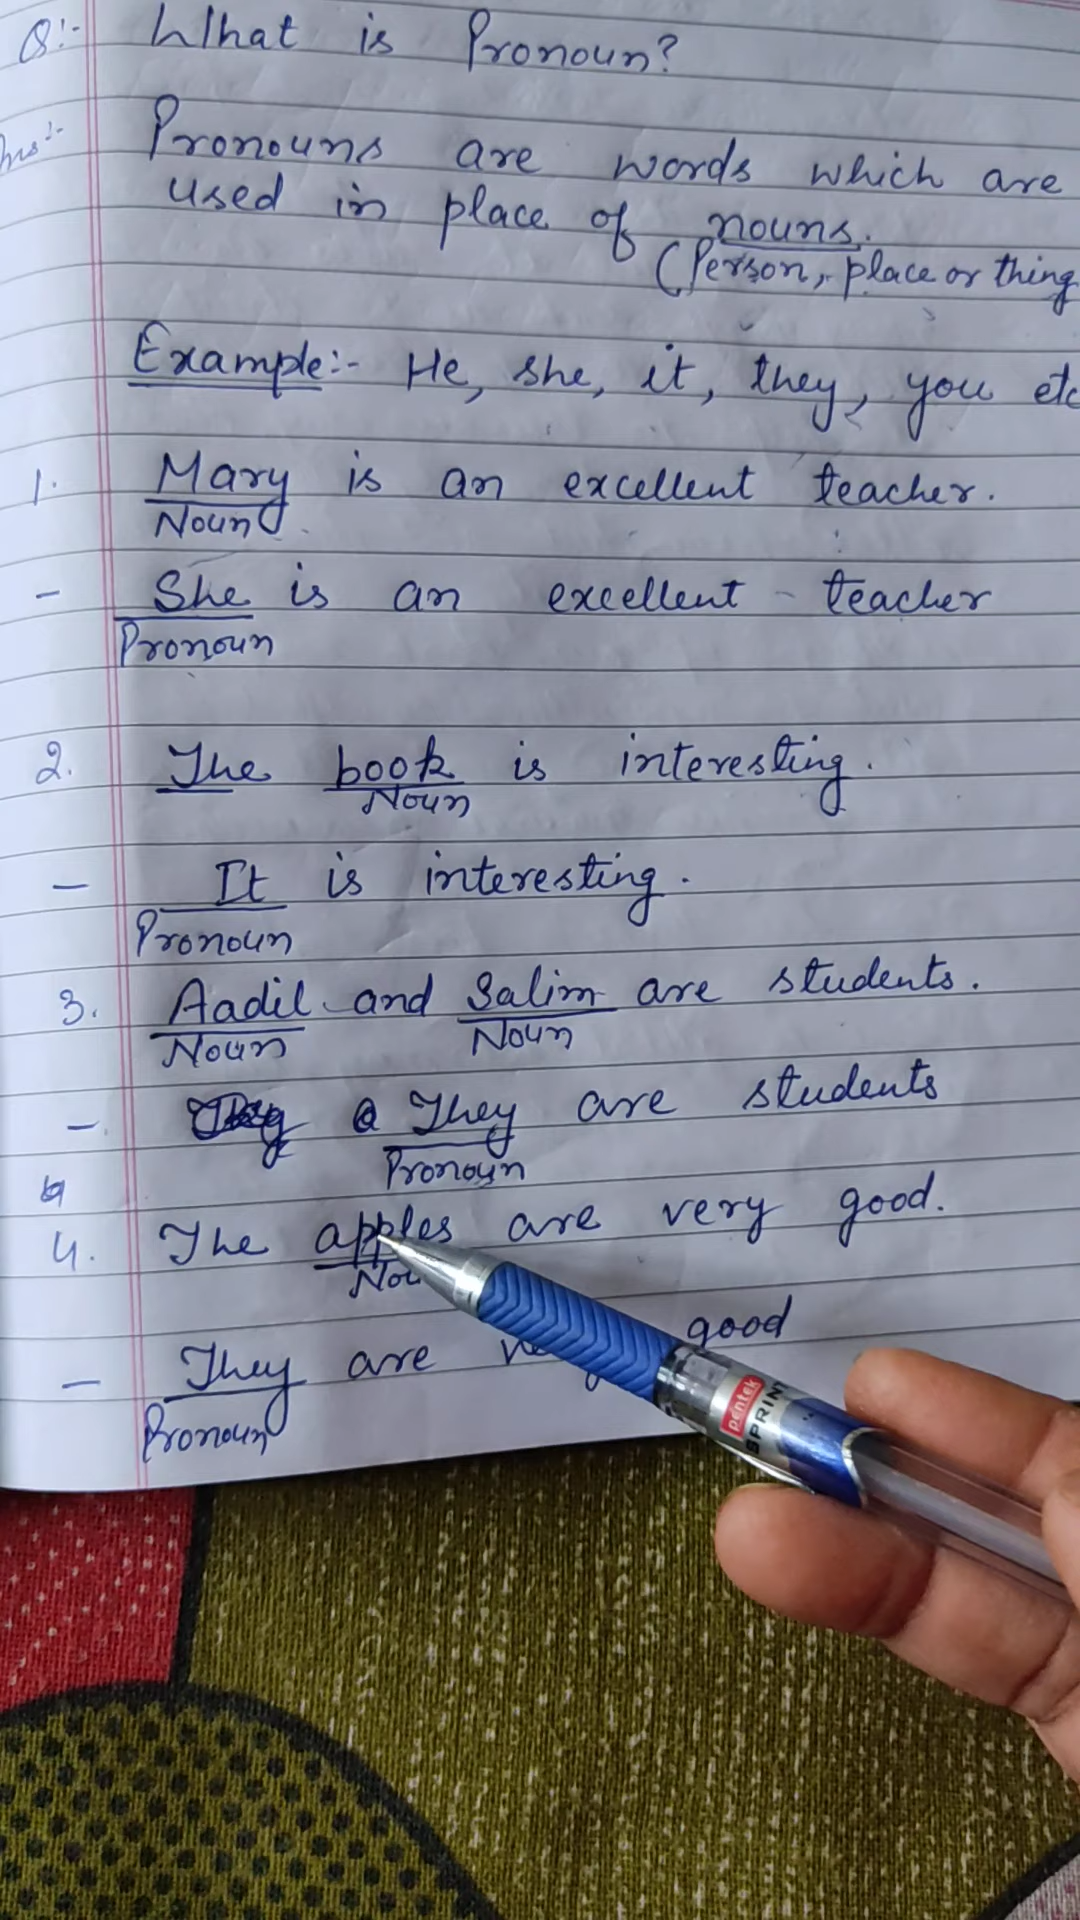 Q:- What is Pronoun?
Ans:- Pronouns are words which are
used in place of nouns.
(Person, place or thing
Example:- He, she, it, they, you etc
1. Mary is an excellent teacher.
Noun
- She is an excellent teacher
Pronoun
2. The book is interesting.
Noun
- It is interesting.
Pronoun
3. Aadil and Salim are students.
Noun Noun
- They are students
Pronoun
4. The apples are very good.
Nou
- They are good
Pronoun
pentek
SPRINT